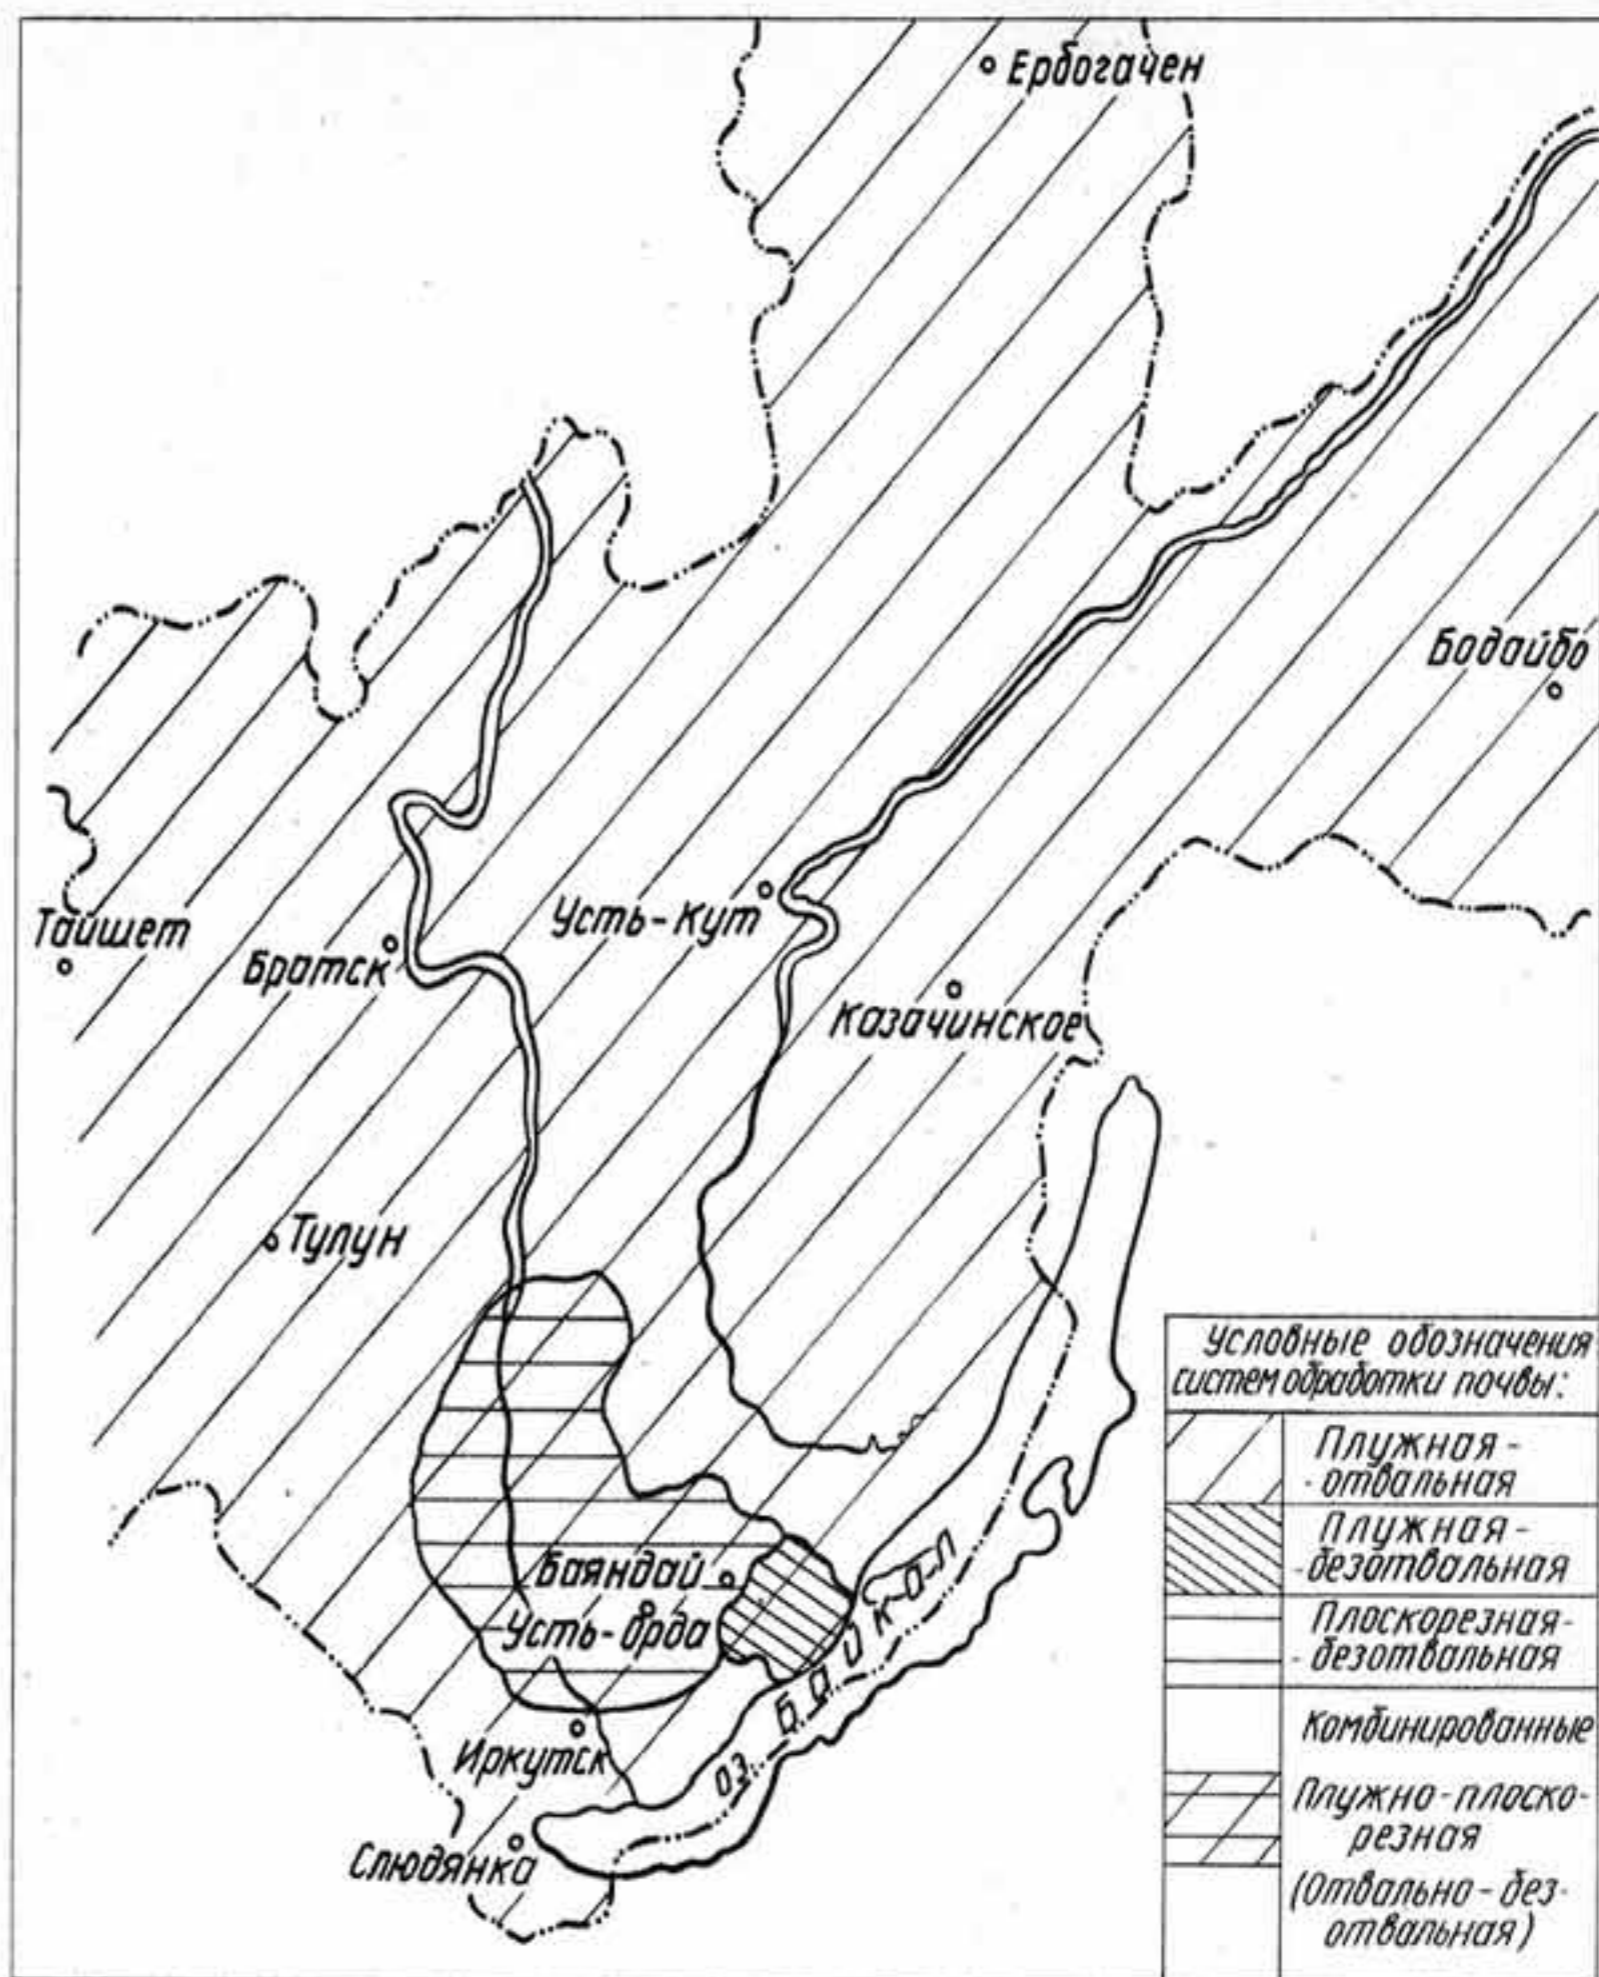 Ербогачен
Бодайбо
Усть-Кут
Тайшет
Братск
Казачинское
Тулун
Баяндай
Усть-Орда
оз. Байкал
Иркутск
Слюдянка
Условные обозначения
систем обработки почвы:
Плужная-
-отвальная
Плужная-
-безотвальная
Плоскорезная-
-безотвальная
Комбинированные
Плужно-плоско-
резная
(Отвально-без-
отвальная)